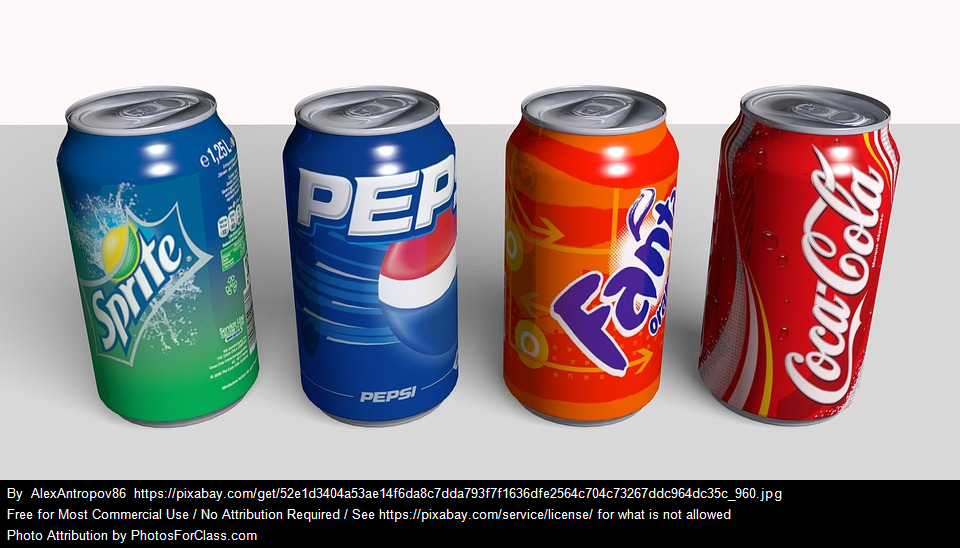 Sprite
e 1,25L
PEPS
PEPSI
Fanta
Ora
Coca-Cola
By AlexAntropov86 https://pixabay.com/get/52e1d3404a53ae14f6da8c7dda793f7f1636dfe2564c704c73267ddc964dc35c_960.jpg
Free for Most Commercial Use / No Attribution Required / See https://pixabay.com/service/license/ for what is not allowed
Photo Attribution by PhotosForClass.com